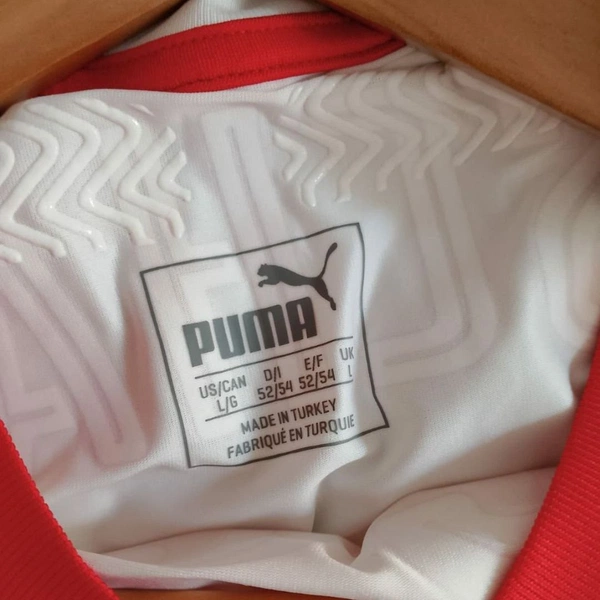 PUMA
US/CAN D/I E/F UK
L/G 52/54 52/54 L
MADE IN TURKEY
FABRIQUÉ EN TURQUIE